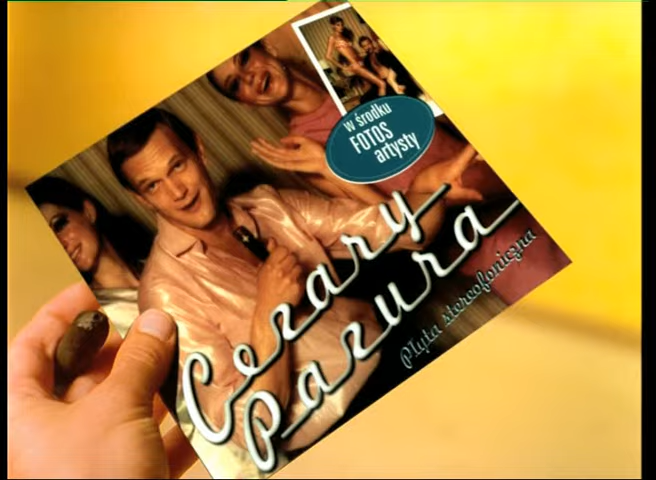 w środku
FOTOS
artysty
Cezary
Pazura
Płyta stereofoniczna